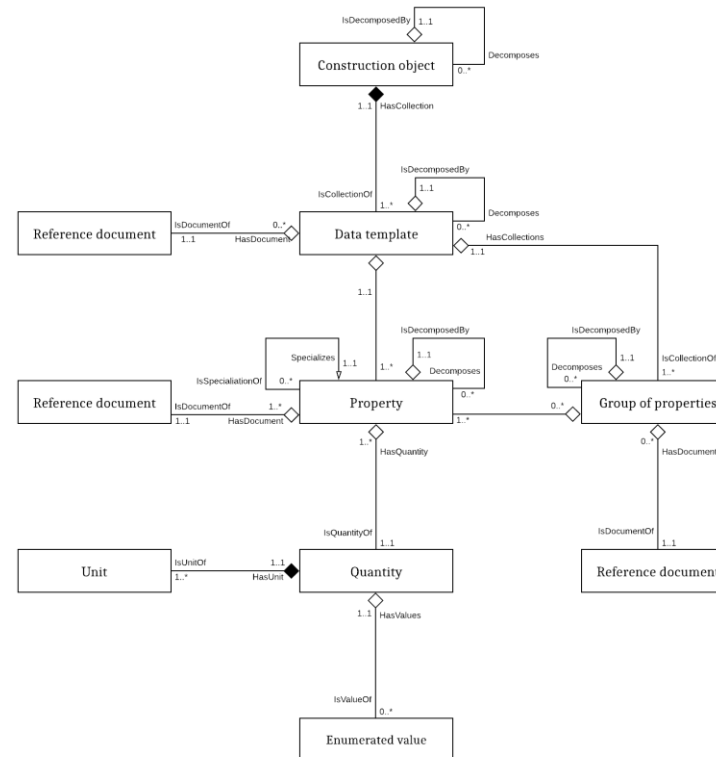 IsDecomposedBy
1..1
Construction object
Decomposes
0..*
1..1
HasCollection
IsDecomposedBy
1..1
IsCollectionOf
1..*
Decomposes
0..*
Reference document
IsDocumentOf
0..*
1..1
HasDocument
Data template
HasCollections
1..1
1..1
IsDecomposedBy
1..1
Specializes
1..1
1..*
Decomposes
0..*
IsSpecialiationOf
0..*
IsDecomposedBy
1..1
Decomposes
0..*
IsCollectionOf
1..*
Reference document
IsDocumentOf
1..*
1..1
HasDocument
Property
1..*
0..*
Group of properties
1..*
HasQuantity
0..*
HasDocument
IsQuantityOf
1..1
IsDocumentOf
1..1
Unit
IsUnitOf
1..1
1..*
HasUnit
Quantity
Reference document
1..1
HasValues
IsValueOf
0..*
Enumerated value